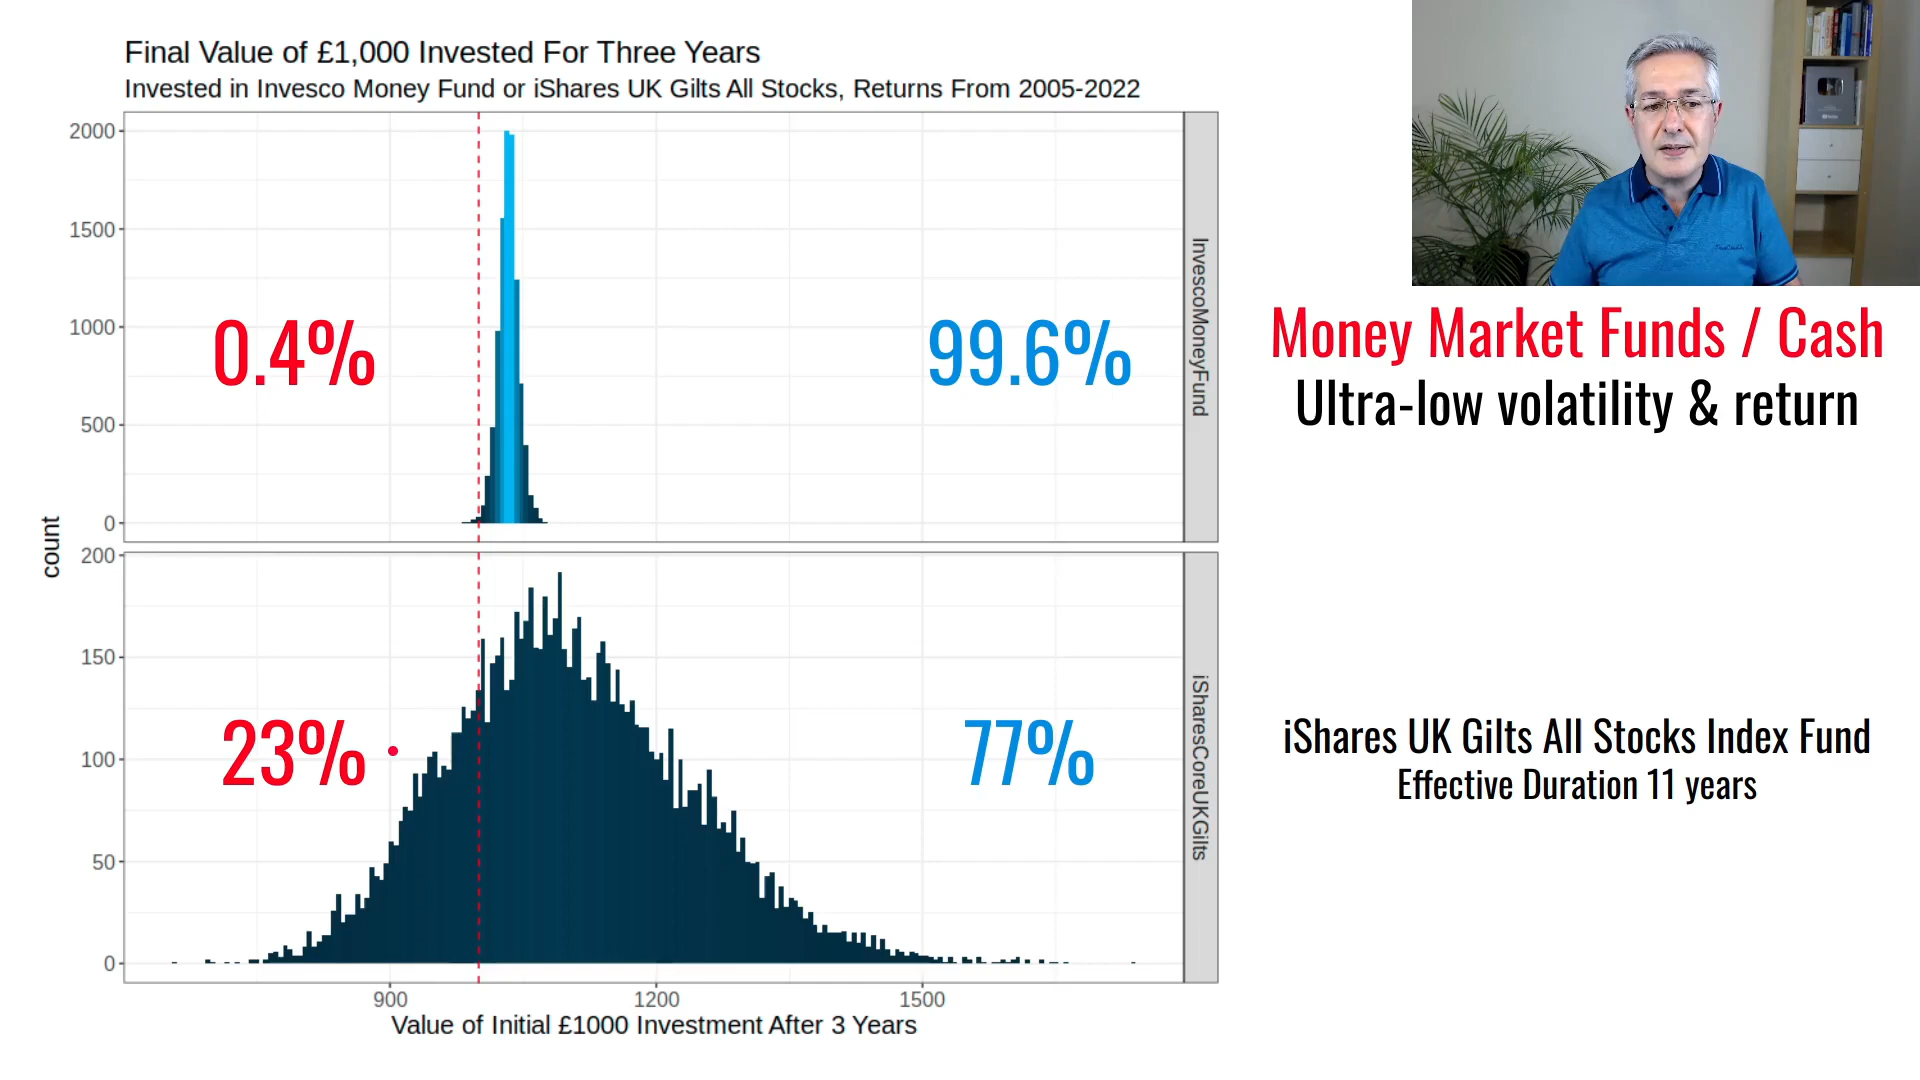 Final Value of £1,000 Invested For Three Years
Invested in Invesco Money Fund or iShares UK Gilts All Stocks, Returns From 2005-2022
2000
1500
1000
500
0
0.4%
99.6%
InvescoMoneyFund
count
200
150
100
50
0
23%
77%
iSharesCoreUKGilts
900
1200
1500
Value of Initial £1000 Investment After 3 Years
Money Market Funds / Cash
Ultra-low volatility & return
iShares UK Gilts All Stocks Index Fund
Effective Duration 11 years